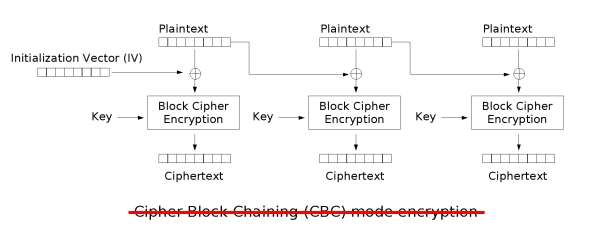 Plaintext
Plaintext
Plaintext
Initialization Vector (IV)
Key
Block Cipher
Encryption
Key
Block Cipher
Encryption
Key
Block Cipher
Encryption
Ciphertext
Ciphertext
Ciphertext
Cipher Block Chaining (CBC) mode encryption